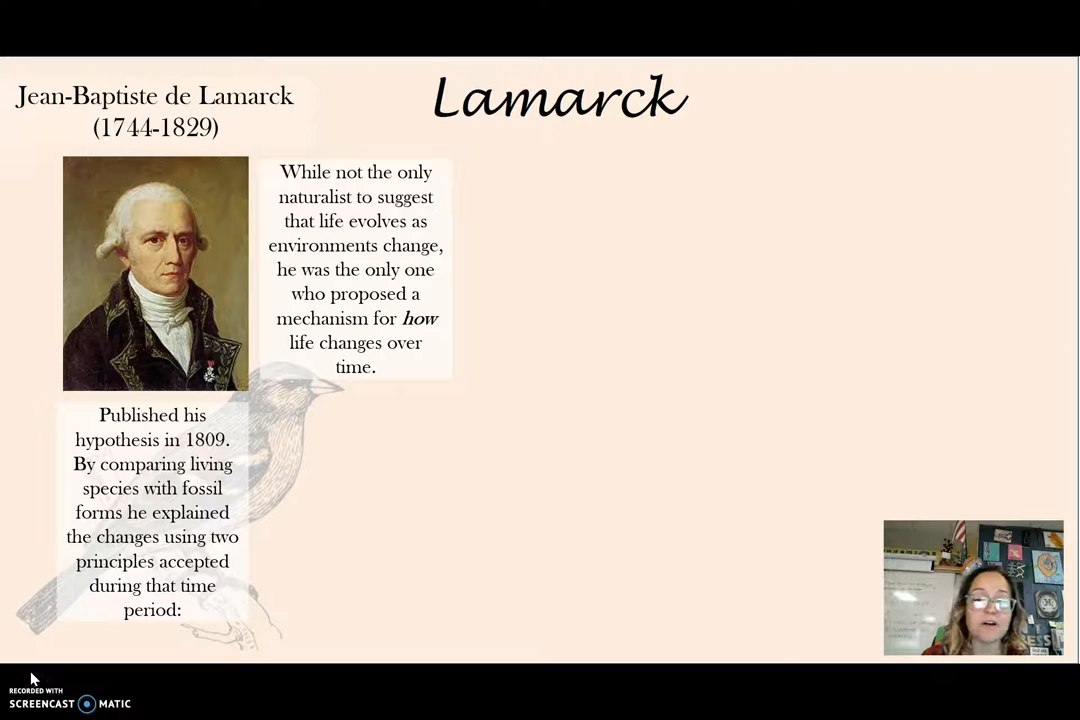 Lamarck
Jean-Baptiste de Lamarck
(1744-1829)
While not the only
naturalist to suggest
that life evolves as
environments change,
he was the only one
who proposed a
mechanism for how
life changes over
time.
Published his
hypothesis in 1809.
By comparing living
species with fossil
forms he explained
the changes using two
principles accepted
during that time
period:
RECORDED WITH
SCREENCAST MATIC